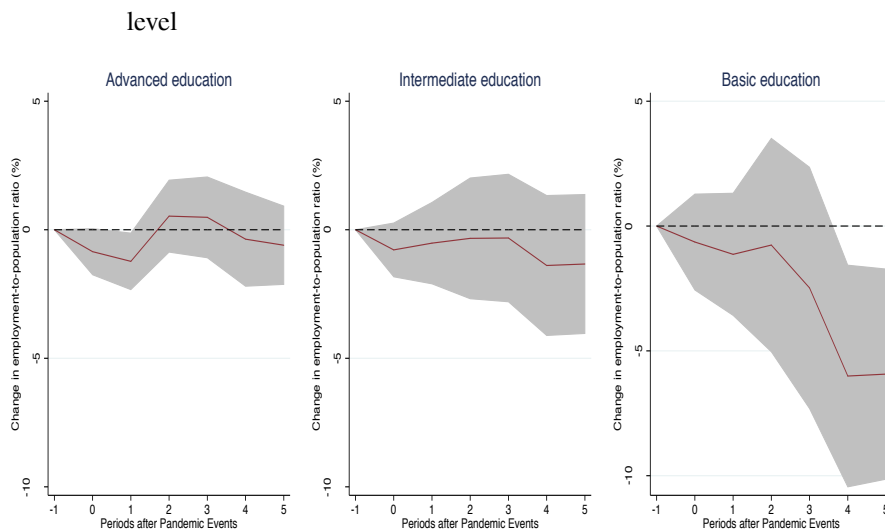 level
Advanced education
Change in employment-to-population ratio (%)
5
0
-5
-10
-1 0 1 2 3 4 5
Periods after Pandemic Events
Intermediate education
Change in employment-to-population ratio (%)
5
0
-5
-10
-1 0 1 2 3 4 5
Periods after Pandemic Events
Basic education
Change in employment-to-population ratio (%)
5
0
-5
-10
-1 0 1 2 3 4 5
Periods after Pandemic Events